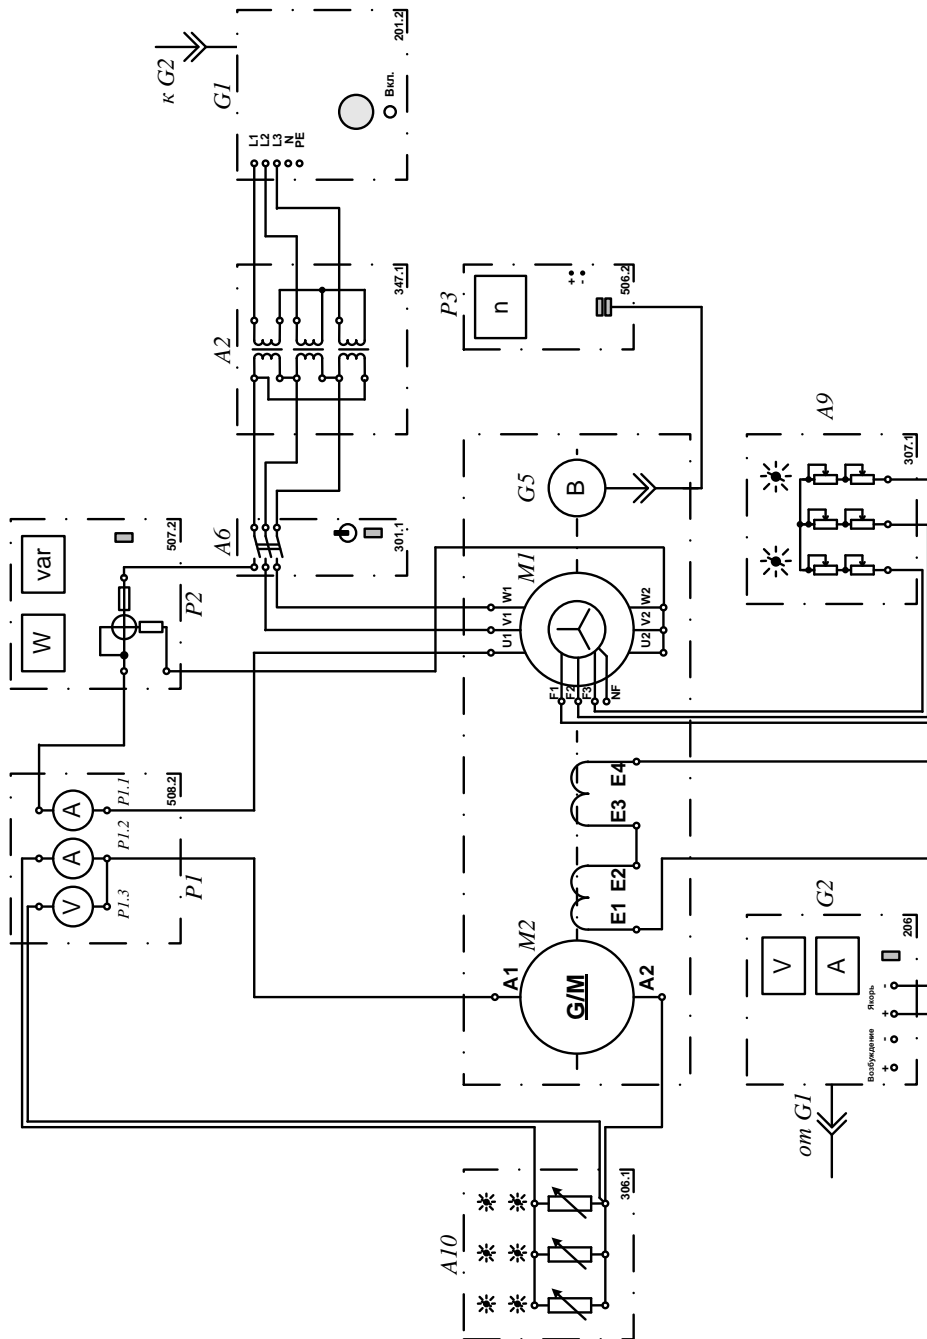 к G2
G1
201.2
L1
L2
L3
N
PE
Вкл.
A2
347.1
P3
n
+
-
506.2
A6
301.1
var
W
507.2
P2
G5
B
M1
W1
V1
U1
W2
V2
U2
F1
F2
F3
NF
A9
307.1
A
P1.1
508.2
A
P1.2
V
P1.3
P1
E4
E3
E2
E1
M2
A1
G/M
A2
G2
V
A
206
Якорь
-
+
Возбуждение
-
+
от G1
A10
306.1